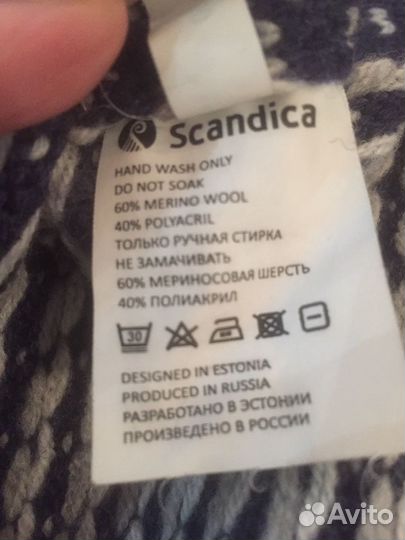 13
Scandica
HAND WASH ONLY
DO NOT SOAK
60% MERINO WOOL
40% POLYACRIL
ТОЛЬКО РУЧНАЯ СТИРКА
НЕ ЗАМАЧИВАТЬ
60% МЕРИНОСОВАЯ ШЕРСТЬ
40% ПОЛИАКРИЛ
30
DESIGNED IN ESTONIA
PRODUCED IN RUSSIA
РАЗРАБОТАНО В ЭСТОНИИ
ПРОИЗВЕДЕНО В РОССИИ
Avito